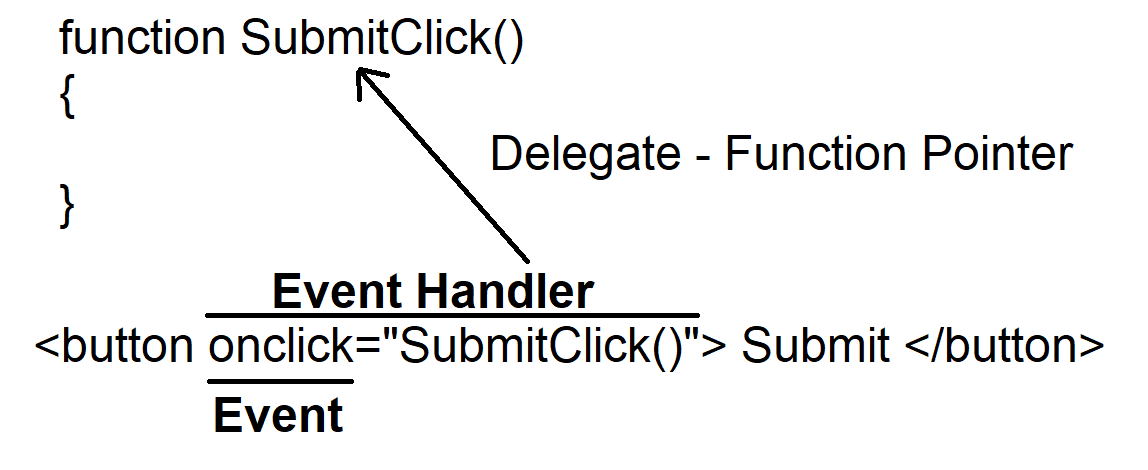 function SubmitClick()
{
Delegate - Function Pointer
}
Event Handler
<button onclick="SubmitClick()"> Submit </button>
Event